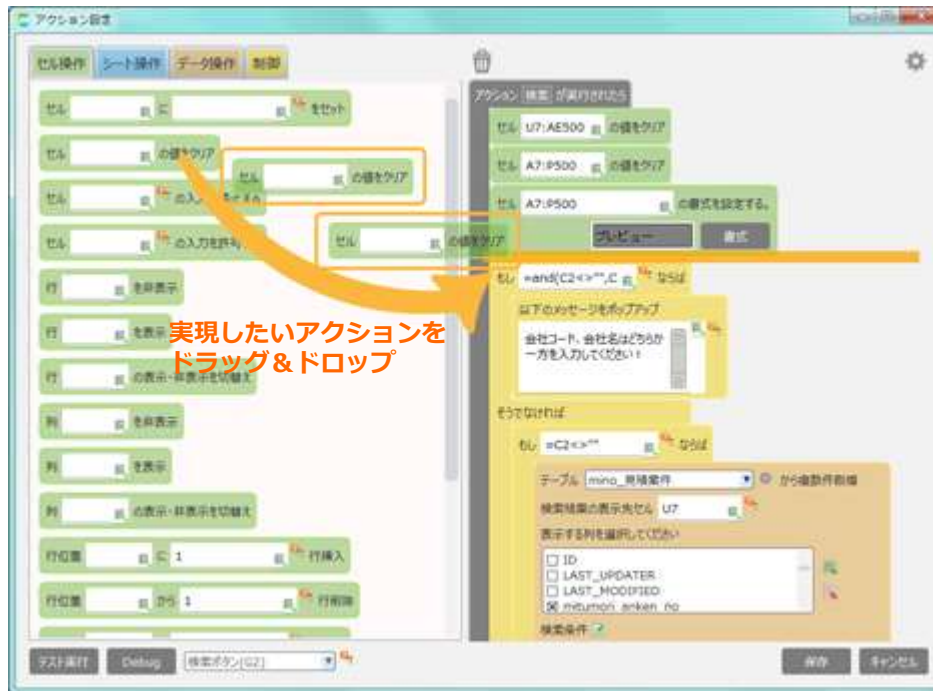 アクション設定
セル操作 シート操作 データ操作 制御
セル に をセット
セル の値をクリア
セル の値をクリア
セル の入力
セル の入力を許可
セル の値をクリア
行 を非表示
行 を表示
行 の表示・非表示を切替え
列 を非表示
列 を表示
列 の表示・非表示を切替え
行位置 に 1 行挿入
行位置 から 1 行削除
実現したいアクションを
ドラッグ＆ドロップ
テスト実行 Debug 検索ボタン(G2)
アクション 検索 が実行されたら
セル U7:AE500 の値をクリア
セル A7:P500 の値をクリア
セル A7:P500 の書式を設定する。
プレビュー 書式
もし =and(C2<>"",C ならば
以下のメッセージをポップアップ
会社コード、会社名はどちらか
一方を入力してください！
そうでなければ
もし =C2<>"" ならば
テーブル mino_見積案件 から複数件取得
検索結果の表示先セル U7
表示する列を選択してください
ID
LAST_UPDATER
LAST_MODIFIED
mitumori_anken_no
検索条件
保存 キャンセル